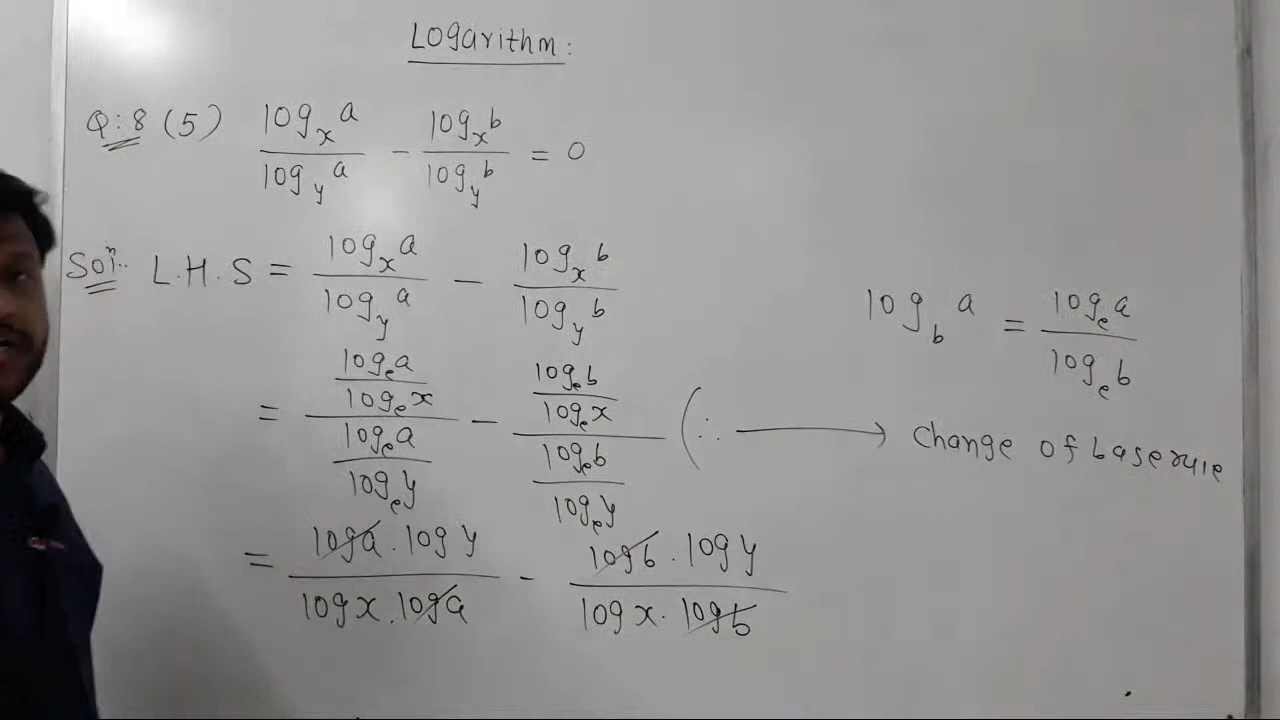 Logarithm:
Q:8 (5) log_x a / log_y a - log_x b / log_y b = 0
Solⁿ. L.H.S = log_x a / log_y a - log_x b / log_y b
log_b a = log_e a / log_e b
= (log_e a / log_e x) / (log_e a / log_e y) - (log_e b / log_e x) / (log_e b / log_e y) (∴ → Change of base rule
= log a . log y / log x . log a - log b . log y / log x . log b